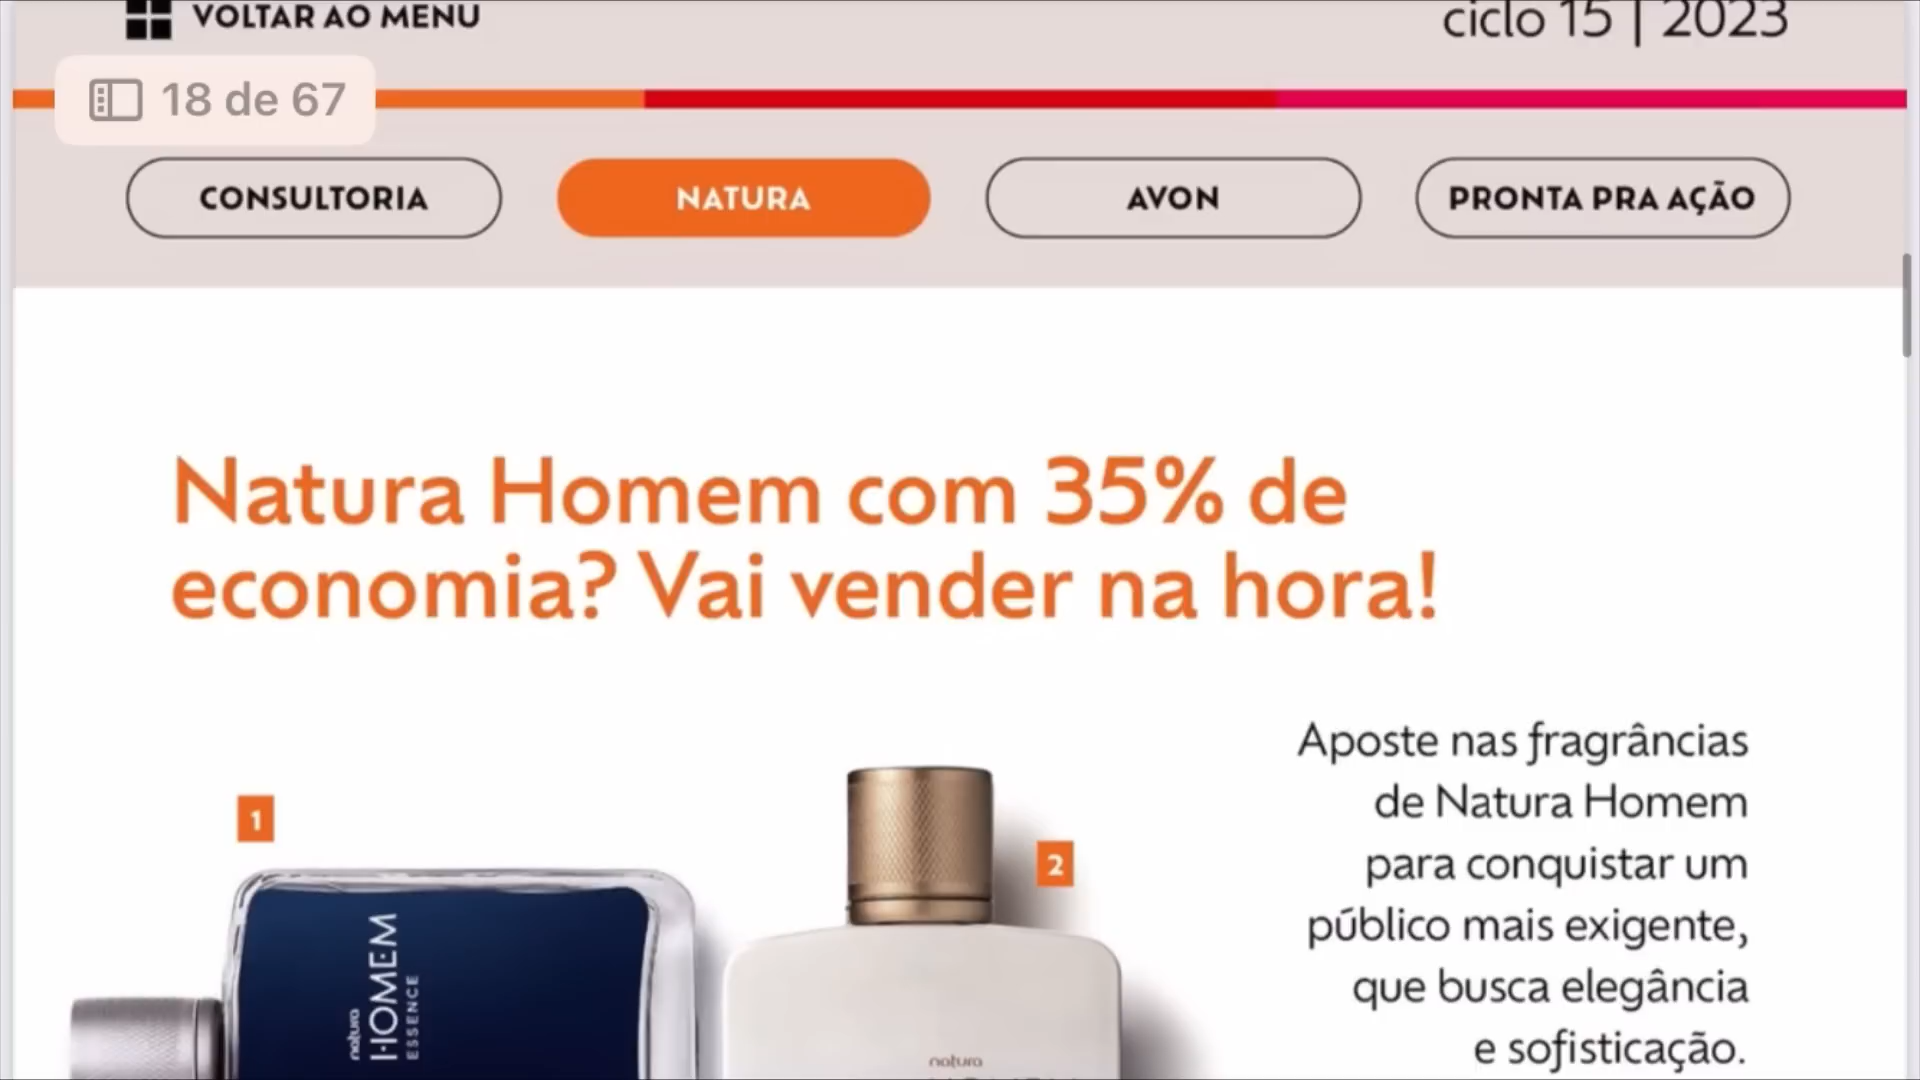 VOLTAR AO MENU
ciclo 15 | 2023
18 de 67
CONSULTORIA
NATURA
AVON
PRONTA PRA AÇÃO
Natura Homem com 35% de
economia? Vai vender na hora!
Aposte nas fragrâncias
de Natura Homem
para conquistar um
público mais exigente,
que busca elegância
e sofisticação.
1
2
natura
HOMEM
ESSENCE
natura